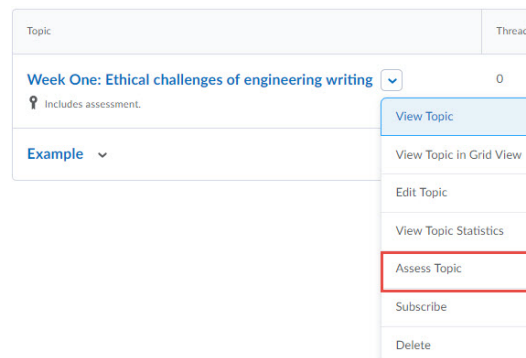 Topic
Threa
Week One: Ethical challenges of engineering writing
0
Includes assessment.
View Topic
View Topic in Grid View
Example
Edit Topic
View Topic Statistics
Assess Topic
Subscribe
Delete